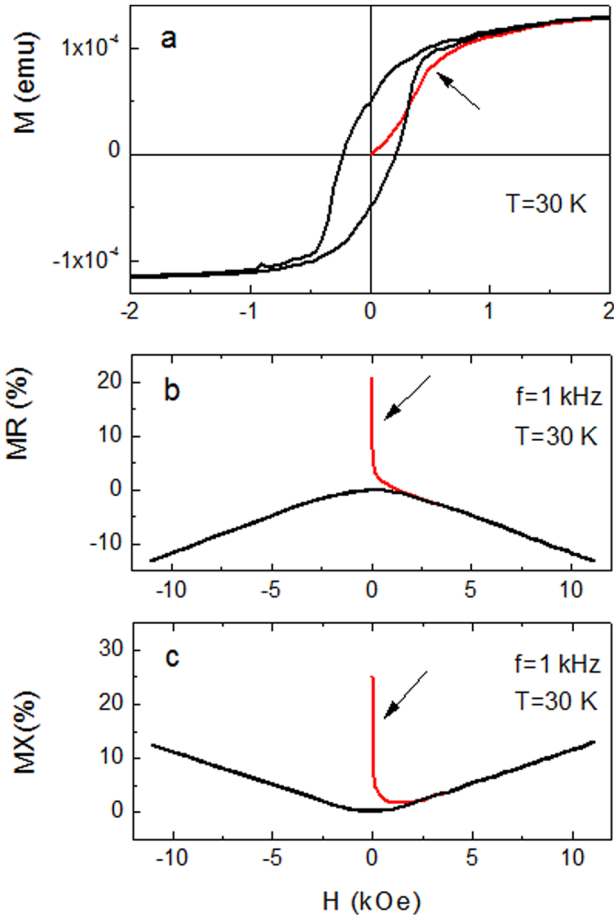 a
M (emu)
1x10⁻⁴
0
-1x10⁻⁴
T=30 K
-2 -1 0 1 2
b
MR (%)
20
10
0
-10
f=1 kHz
T=30 K
-10 -5 0 5 10
c
MX(%)
30
20
10
0
f=1 kHz
T=30 K
-10 -5 0 5 10
H (kOe)